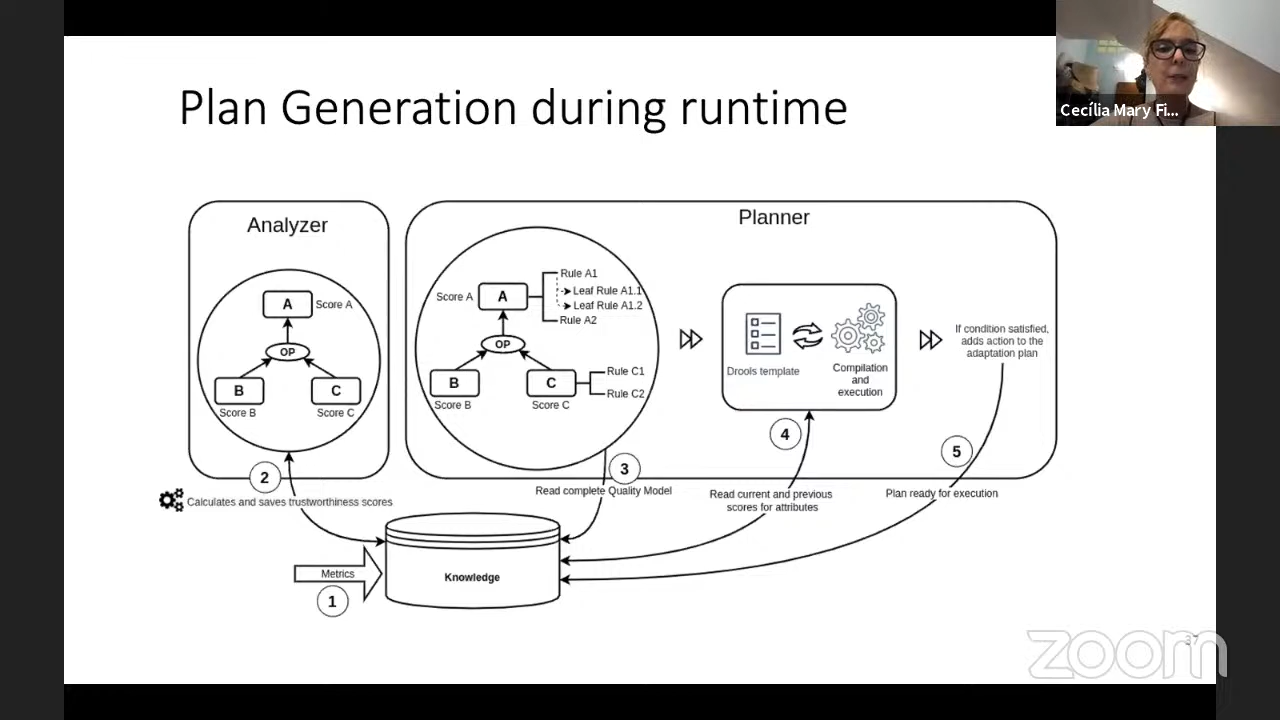 Plan Generation during runtime
Cecília Mary Fi...
Analyzer
A
Score A
OP
B
C
Score B
Score C
Planner
Score A
A
Rule A1
Leaf Rule A1.1
Leaf Rule A1.2
Rule A2
OP
B
C
Rule C1
Rule C2
Score B
Score C
Drools template
Compilation
and
execution
If condition satisfied,
adds action to the
adaptation plan
2
Calculates and saves trustworthiness scores
3
Read complete Quality Model
4
Read current and previous
scores for attributes
5
Plan ready for execution
Metrics
1
Knowledge
zoom